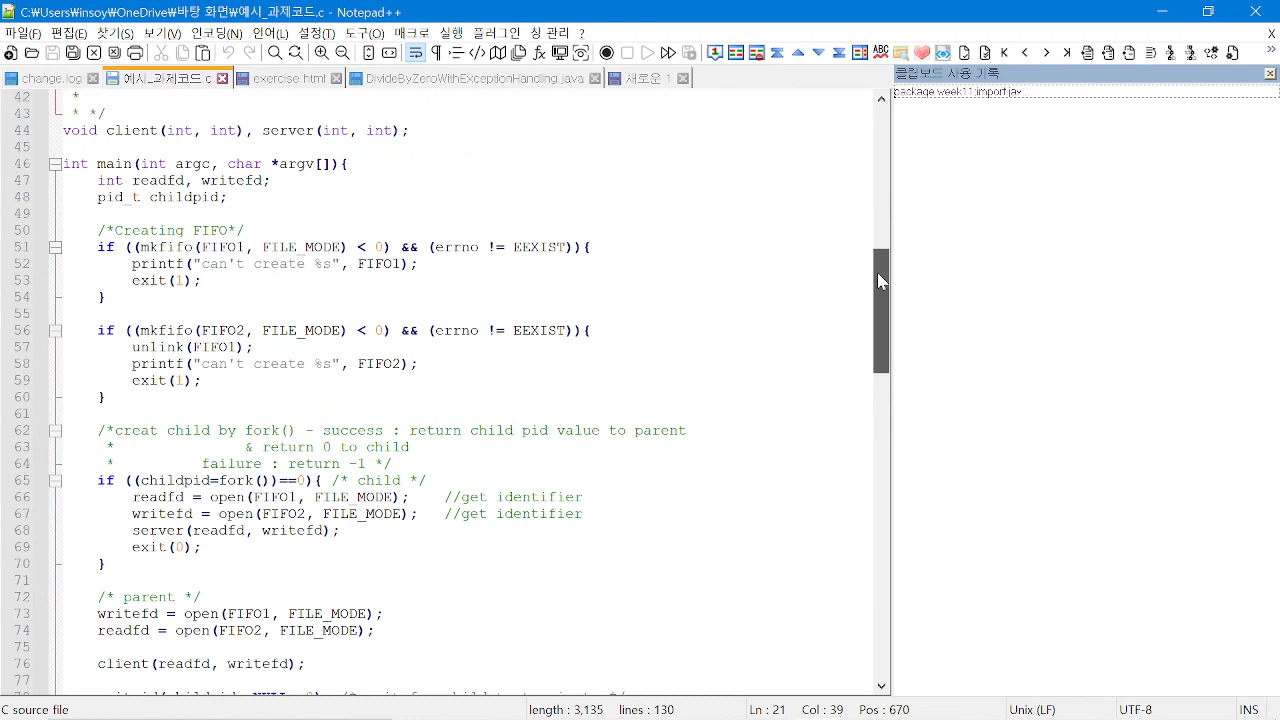 C:₩Users₩insoy₩OneDrive₩바탕 화면₩예시_과제코드.c - Notepad++
파일(F) 편집(E) 찾기(S) 보기(V) 인코딩(N) 언어(L) 설정(T) 도구(O) 매크로 실행 플러그인 창 관리 ? X
change.log 예시_과제코드.c exercise.html DivideByZeroWithExceptionHandling.java 새로운 1
클립보드 사용 기록
package week11;import jav...
42 *
43 * */
44 void client(int, int), server(int, int);
45
46 int main(int argc, char *argv[]){
47 int readfd, writefd;
48 pid_t childpid;
49
50 /*Creating FIFO*/
51 if ((mkfifo(FIFO1, FILE_MODE) < 0) && (errno != EEXIST)){
52 printf("can't create %s", FIFO1);
53 exit(1);
54 }
55
56 if ((mkfifo(FIFO2, FILE_MODE) < 0) && (errno != EEXIST)){
57 unlink(FIFO1);
58 printf("can't create %s", FIFO2);
59 exit(1);
60 }
61
62 /*creat child by fork() - success : return child pid value to parent
63 * & return 0 to child
64 * failure : return -1 */
65 if ((childpid=fork())==0){ /* child */
66 readfd = open(FIFO1, FILE_MODE); //get identifier
67 writefd = open(FIFO2, FILE_MODE); //get identifier
68 server(readfd, writefd);
69 exit(0);
70 }
71
72 /* parent */
73 writefd = open(FIFO1, FILE_MODE);
74 readfd = open(FIFO2, FILE_MODE);
75
76 client(readfd, writefd);
77
C source file length : 3,135 lines : 130 Ln : 21 Col : 39 Pos : 670 Unix (LF) UTF-8 INS